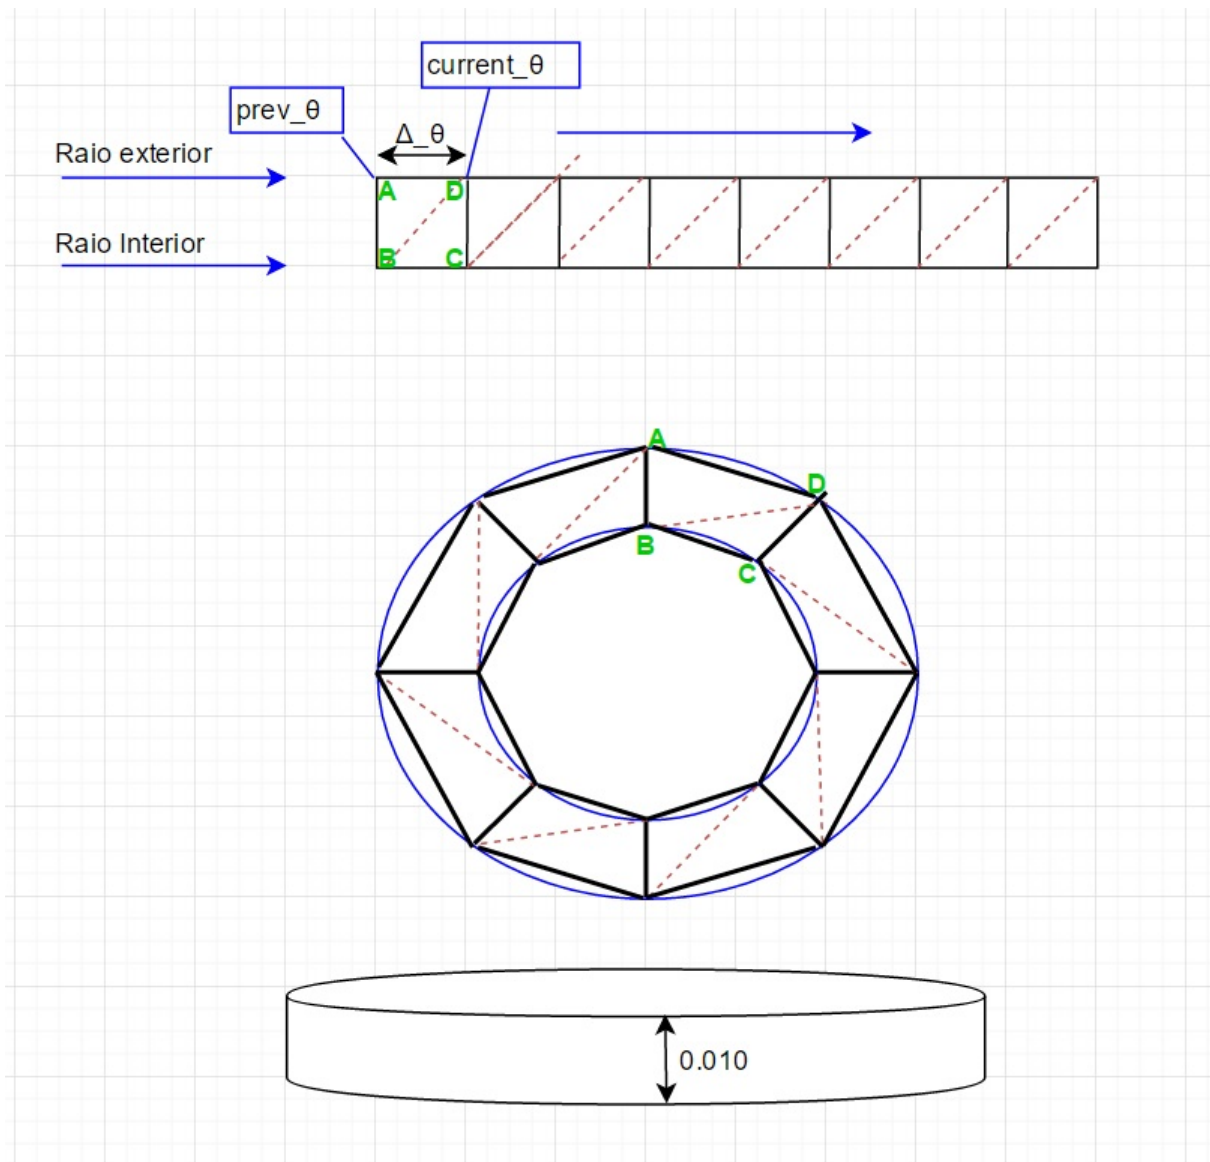 current_θ
prev_θ
Δ_θ
Raio exterior
A D
Raio Interior
B C
A
D
B
C
0.010